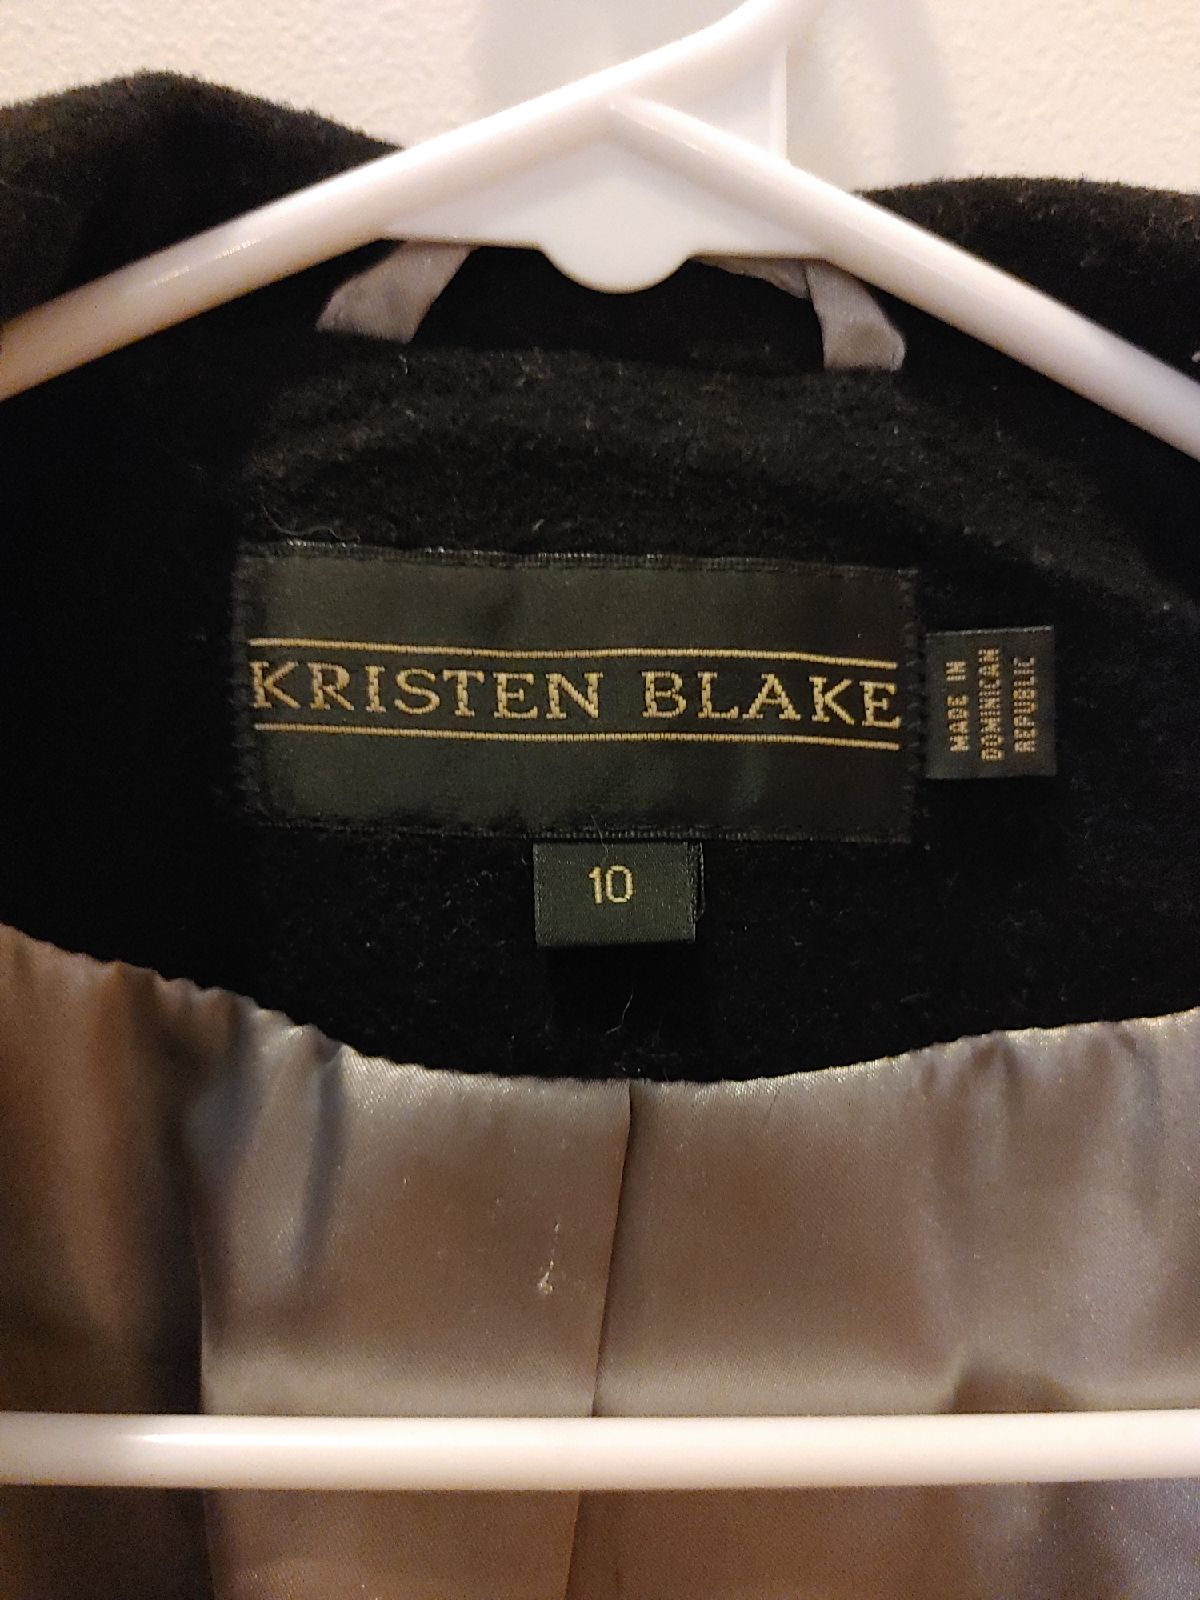 KRISTEN BLAKE
MADE IN
DOMINICAN
REPUBLIC
10